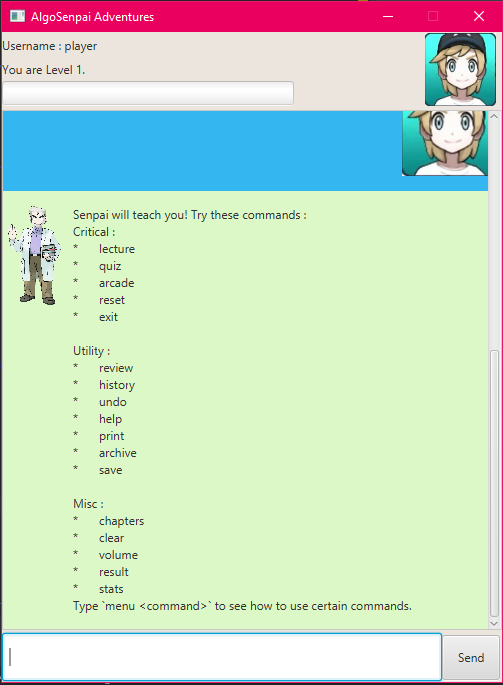 AlgoSenpai Adventures
Username : player
You are Level 1.
Senpai will teach you! Try these commands :
Critical :
* lecture
* quiz
* arcade
* reset
* exit
Utility :
* review
* history
* undo
* help
* print
* archive
* save
Misc :
* chapters
* clear
* volume
* result
* stats
Type `menu <command>` to see how to use certain commands.
Send